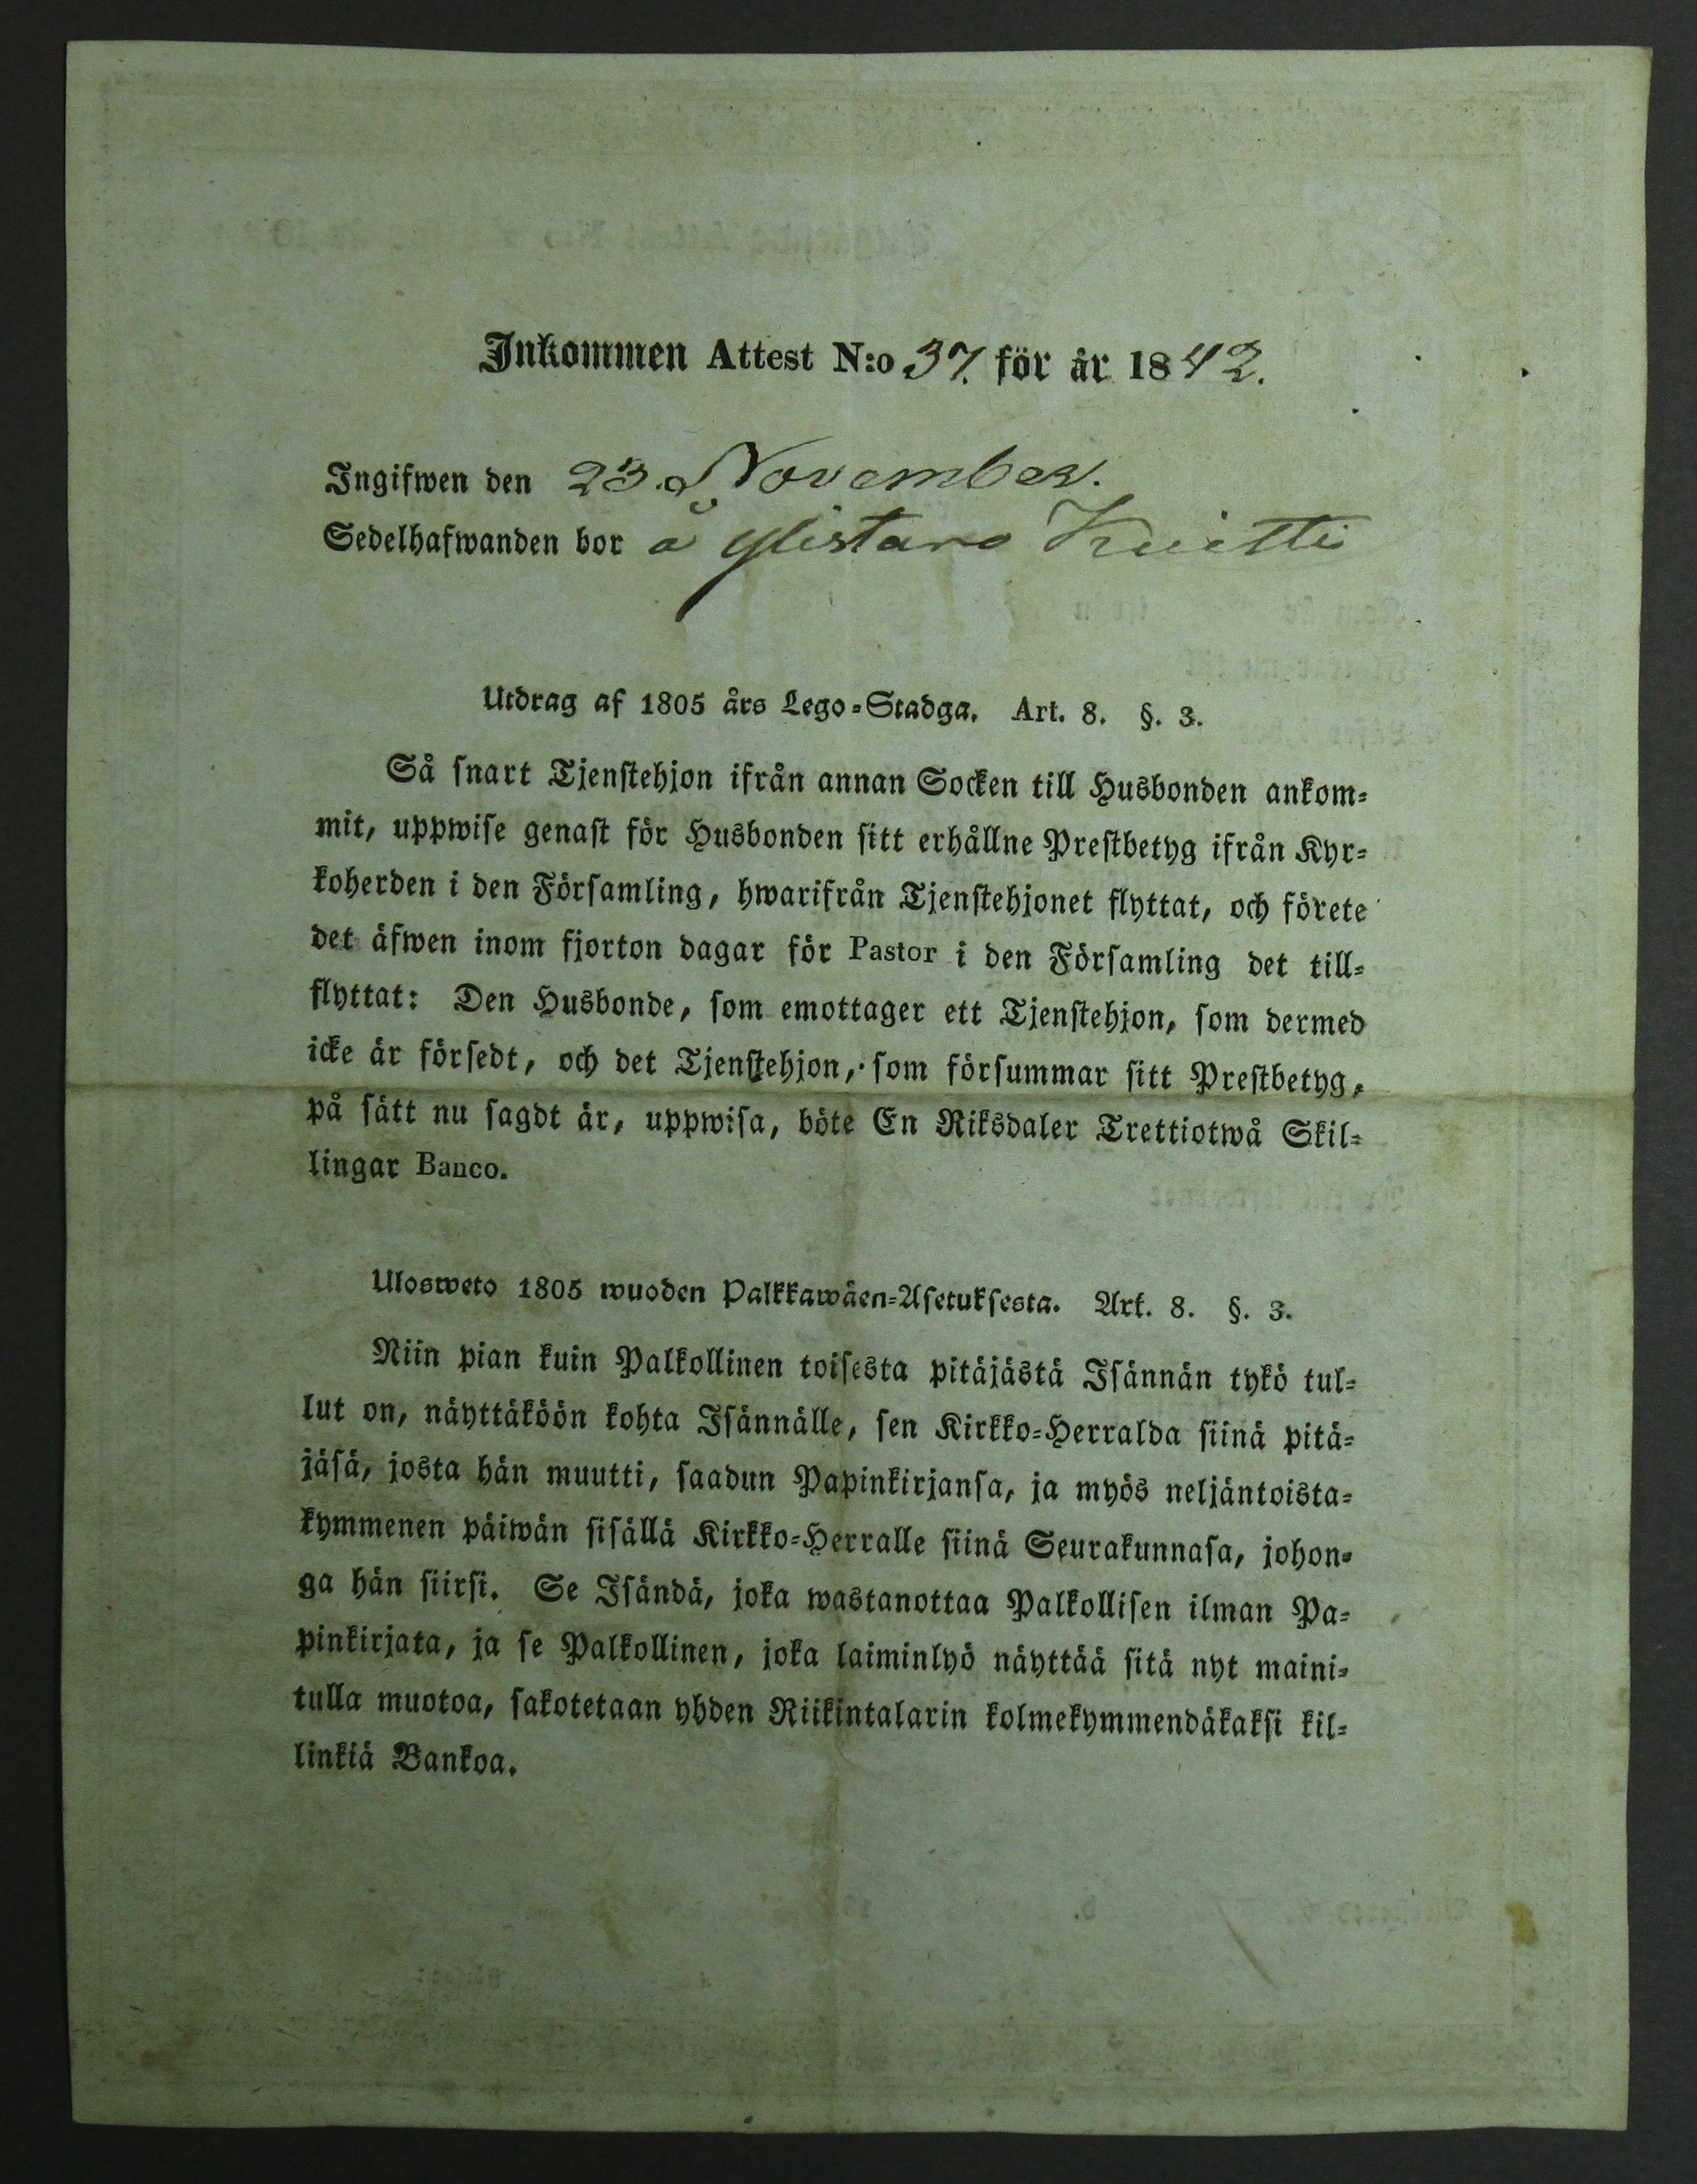 Inkommen Attest N:o 37. för år 1842.
Ingifwen den 23. November.
Sedelhafwanden bor å Ylistaro Kuietti
Utdrag af 1805 års Lego-Stadga. Art. 8. §. 3.
Så snart Tjenstehjon ifrån annan Socken till Husbonden ankom-
mit, uppwise genast för Husbonden sitt erhållne Prestbetyg ifrån Kyr-
koherden i den Församling, hwarifrån Tjenstehjonet flyttat, och förete
det äfwen inom fjorton dagar för Pastor i den Församling det till-
flyttat: Den Husbonde, som emottager ett Tjenstehjon, som dermed
icke är försedt, och det Tjenstehjon, som försummar sitt Prestbetyg,
på sätt nu sagdt är, uppwisa, böte En Riksdaler Trettiotwå Skil-
lingar Banco.
Ulosweto 1805 wuoden Palkkawäen-Asetuksesta. Art. 8. §. 3.
Niin pian kuin Palkollinen toisesta pitäjästä Isännän tykö tul-
lut on, näyttäköön kohta Isännälle, sen Kirkko-Herralda siinä pitä-
jäsä, josta hän muutti, saadun Papinkirjansa, ja myös neljäntoista-
kymmenen päiwän sisällä Kirkko-Herralle siinä Seurakunnasa, johon-
ga hän siirsi. Se Isändä, joka wastanottaa Palkollisen ilman Pa-
pinkirjata, ja se Palkollinen, joka laiminlyö näyttää sitä nyt maini-
tulla muotoa, sakotetaan yhden Riikintalarin kolmekymmendäkaksi kil-
linkiä Bankoa.